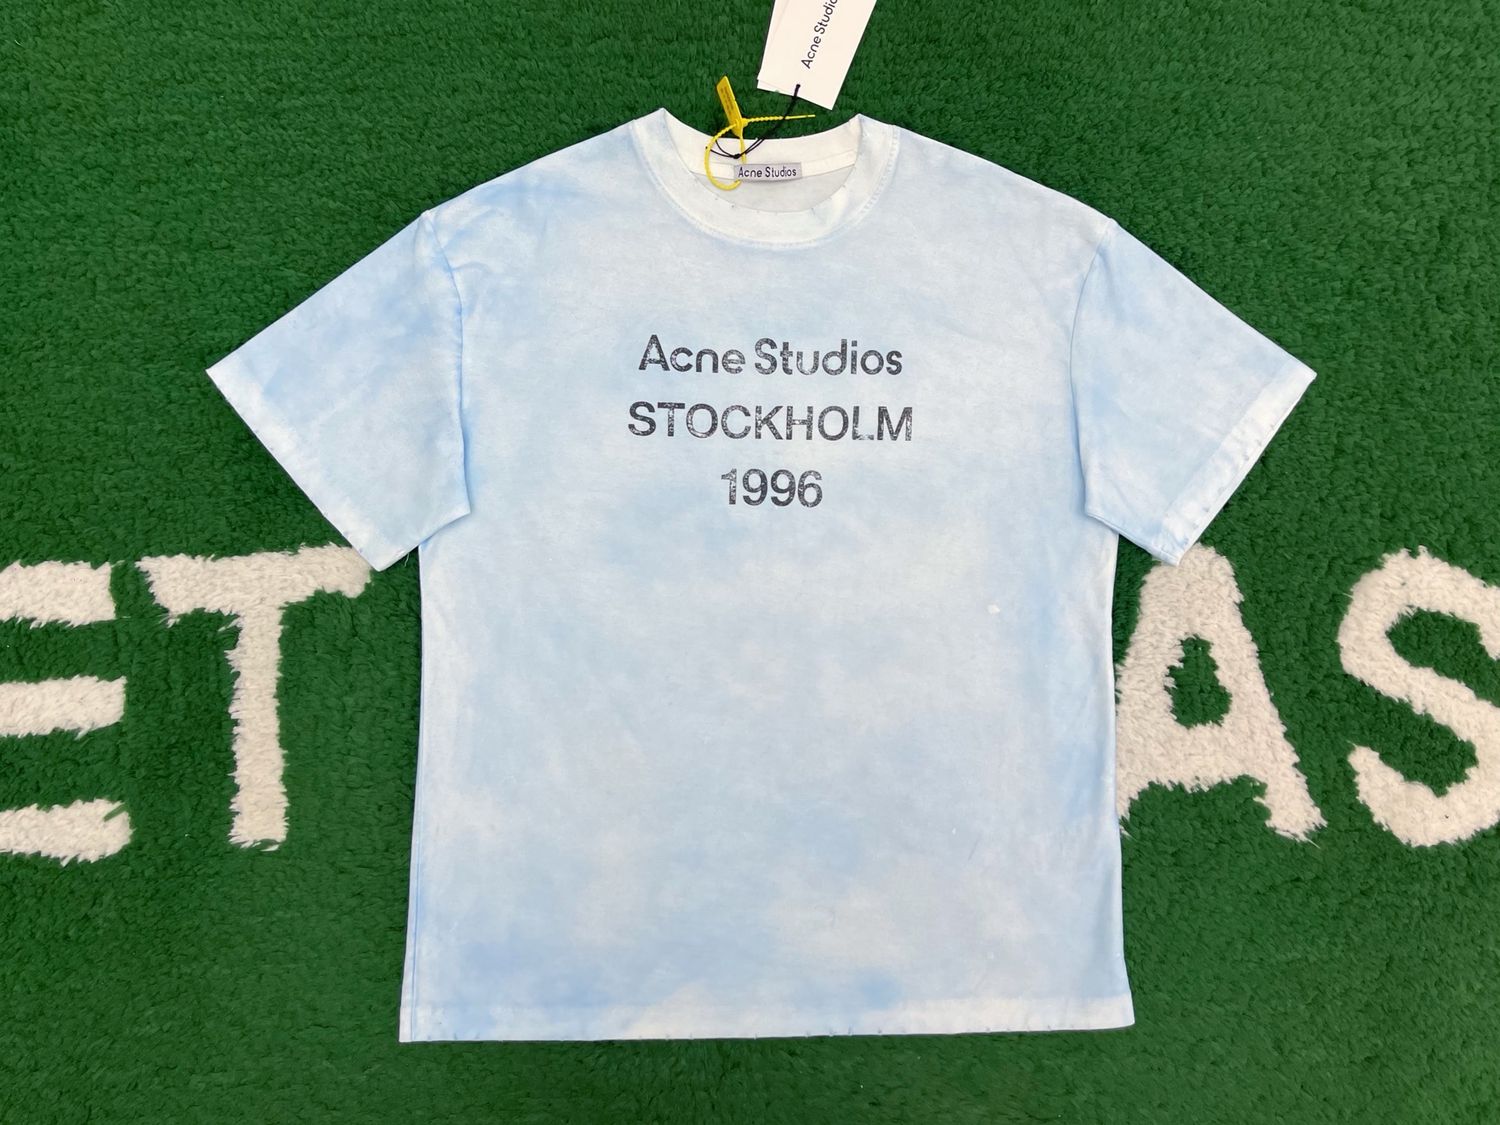 Acne Studios
Acne Studios
Acne Studios
STOCKHOLM
1996
ET AS